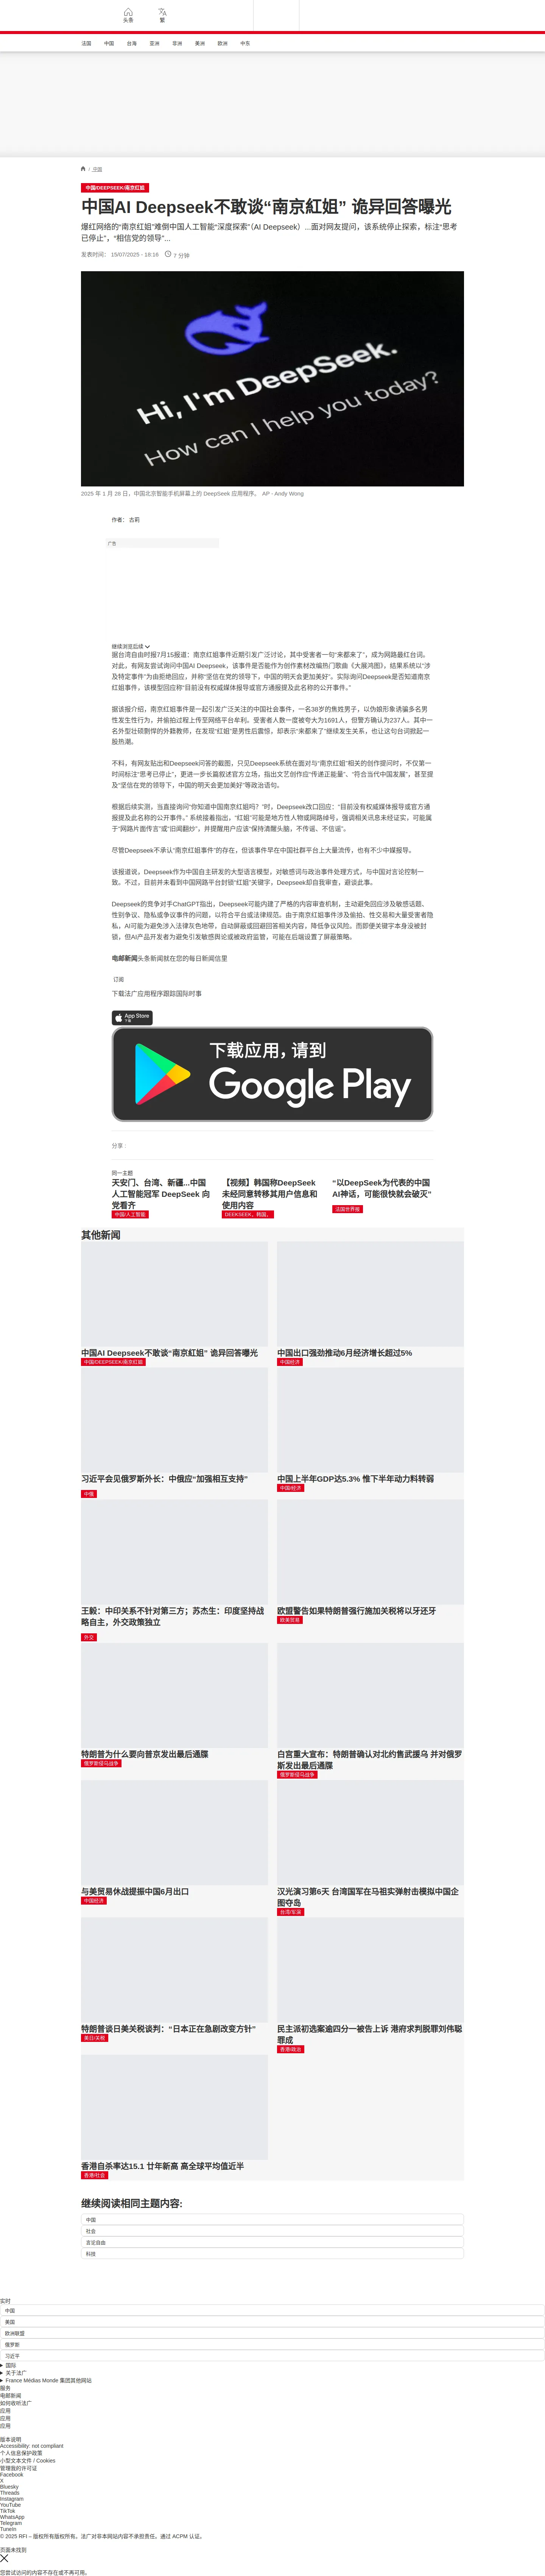 头条
繁
法国 中国 台海 亚洲 非洲 美洲 欧洲 中东
/ 中国
中国/DEEPSEEK/南京红姐
中国AI Deepseek不敢谈“南京紅姐” 诡异回答曝光
爆红网络的“南京红姐”难倒中国人工智能“深度探索”（AI Deepseek）...面对网友提问，该系统停止探索，标注“思考
已停止”，“相信党的领导”...
发表时间： 15/07/2025 - 18:16 7 分钟
Hi, I'm DeepSeek.
How can I help you today?
2025 年 1 月 28 日，中国北京智能手机屏幕上的 DeepSeek 应用程序。 AP - Andy Wong
作者： 古莉
广告
继续浏览后续
据台湾自由时报7月15报道：南京红姐事件近期引发广泛讨论，其中受害者一句“来都来了”，成为网路最红台词。
对此，有网友尝试询问中国AI Deepseek，该事件是否能作为创作素材改编热门歌曲《大展鸿图》，结果系统以“涉
及特定事件”为由拒绝回应，并称“坚信在党的领导下，中国的明天会更加美好”。实际询问Deepseek是否知道南京
红姐事件，该模型回应称“目前没有权威媒体报导或官方通报提及此名称的公开事件。”
据该报介绍，南京红姐事件是一起引发广泛关注的中国社会事件，一名38岁的焦姓男子，以伪娘形象诱骗多名男
性发生性行为，并偷拍过程上传至网络平台牟利。受害者人数一度被夸大为1691人，但警方确认为237人。其中一
名外型壮硕剽悍的外籍教师，在发现“红姐”是男性后震惊，却表示“来都来了”继续发生关系，也让这句台词掀起一
股热潮。
不料，有网友贴出和Deepseek问答的截图，只见Deepseek系统在面对与“南京红姐”相关的创作提问时，不仅第一
时间标注“思考已停止”，更进一步长篇叙述官方立场，指出文艺创作应“传递正能量”、“符合当代中国发展”，甚至提
及“坚信在党的领导下，中国的明天会更加美好”等政治语句。
根据后续实测，当直接询问“你知道中国南京红姐吗？”时，Deepseek改口回应：“目前没有权威媒体报导或官方通
报提及此名称的公开事件。” 系统接着指出，“红姐”可能是地方性人物或网路绰号，强调相关讯息未经证实，可能属
于“网路片面传言”或“旧闻翻炒”，并提醒用户应该“保持清醒头脑，不传谣、不信谣”。
尽管Deepseek不承认“南京红姐事件”的存在，但该事件早在中国社群平台上大量流传，也有不少中媒报导。
该报道说，Deepseek作为中国自主研发的大型语言模型，对敏感词与政治事件处理方式，与中国对言论控制一
致。不过，目前并未看到中国网路平台封锁“红姐”关键字，Deepseek却自我审查，避谈此事。
Deepseek的竞争对手ChatGPT指出，Deepseek可能内建了严格的内容审查机制，主动避免回应涉及敏感话题、
性别争议、隐私或争议事件的问题，以符合平台或法律规范。由于南京红姐事件涉及偷拍、性交易和大量受害者隐
私，AI可能为避免涉入法律灰色地带，自动屏蔽或回避回答相关内容，降低争议风险。而即便关键字本身没被封
锁，但AI产品开发者为避免引发敏感舆论或被政府监管，可能在后端设置了屏蔽策略。
电邮新闻头条新闻就在您的每日新闻信里
订阅
下载法广应用程序跟踪国际时事
App Store
下载
下载应用，请到
Google Play
分享 :
同一主题
天安门、台湾、新疆...中国
人工智能冠军 DeepSeek 向
党看齐
中国/人工智能
【视频】韩国称DeepSeek
未经同意转移其用户信息和
使用内容
DEEKSEEK、韩国、
“以DeepSeek为代表的中国
AI神话，可能很快就会破灭”
法国世界报
其他新闻
中国AI Deepseek不敢谈“南京紅姐” 诡异回答曝光
中国/DEEPSEEK/南京红姐
中国出口强劲推动6月经济增长超过5%
中国经济
习近平会见俄罗斯外长：中俄应“加强相互支持”
中俄
中国上半年GDP达5.3% 惟下半年动力料转弱
中国/经济
王毅：中印关系不针对第三方；苏杰生：印度坚持战
略自主，外交政策独立
外交
欧盟警告如果特朗普强行施加关税将以牙还牙
欧美贸易
特朗普为什么要向普京发出最后通牒
俄罗斯侵乌战争
白宫重大宣布：特朗普确认对北约售武援乌 并对俄罗
斯发出最后通牒
俄罗斯侵乌战争
与美贸易休战提振中国6月出口
中国经济
汉光演习第6天 台湾国军在马祖实弹射击模拟中国企
图夺岛
台湾/军演
特朗普谈日美关税谈判：“日本正在急剧改变方针”
美日/关税
民主派初选案逾四分一被告上诉 港府求判脱罪刘伟聪
罪成
香港/政治
香港自杀率达15.1 廿年新高 高全球平均值近半
香港/社会
继续阅读相同主题内容:
中国
社会
言论自由
科技
实时
中国
美国
欧洲联盟
俄罗斯
习近平
国际
关于法广
France Médias Monde 集团其他网站
服务
电邮新闻
如何收听法广
应用
应用
应用
版本说明
Accessibility: not compliant
个人信息保护政策
小型文本文件 / Cookies
管理我的许可证
Facebook
X
Bluesky
Threads
Instagram
YouTube
TikTok
WhatsApp
Telegram
TuneIn
© 2025 RFI – 版权所有版权所有。法广对非本网站内容不承担责任。通过 ACPM 认证。
页面未找到
您尝试访问的内容不存在或不再可用。